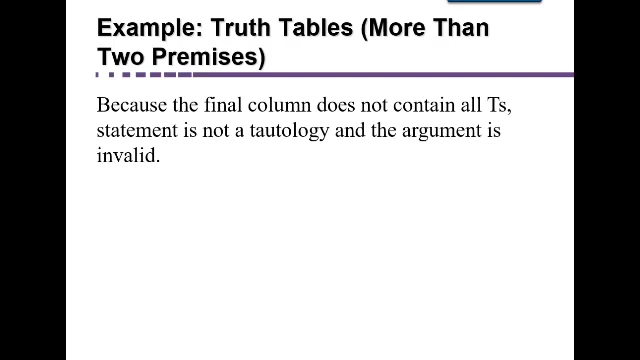 Example: Truth Tables (More Than
Two Premises)
Because the final column does not contain all Ts,
statement is not a tautology and the argument is
invalid.